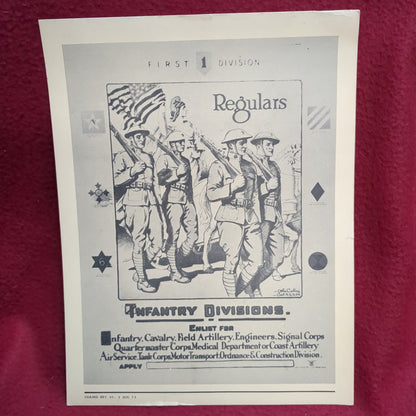 FIRST 1 DIVISION
Regulars
INFANTRY DIVISIONS.
ENLIST FOR
Infantry, Cavalry, Field Artillery, Engineers, Signal Corps
Quartermaster Corps, Medical Department or Coast Artillery
Air Service, Tank Corps, Motor Transport, Ordnance & Construction Division.
APPLY